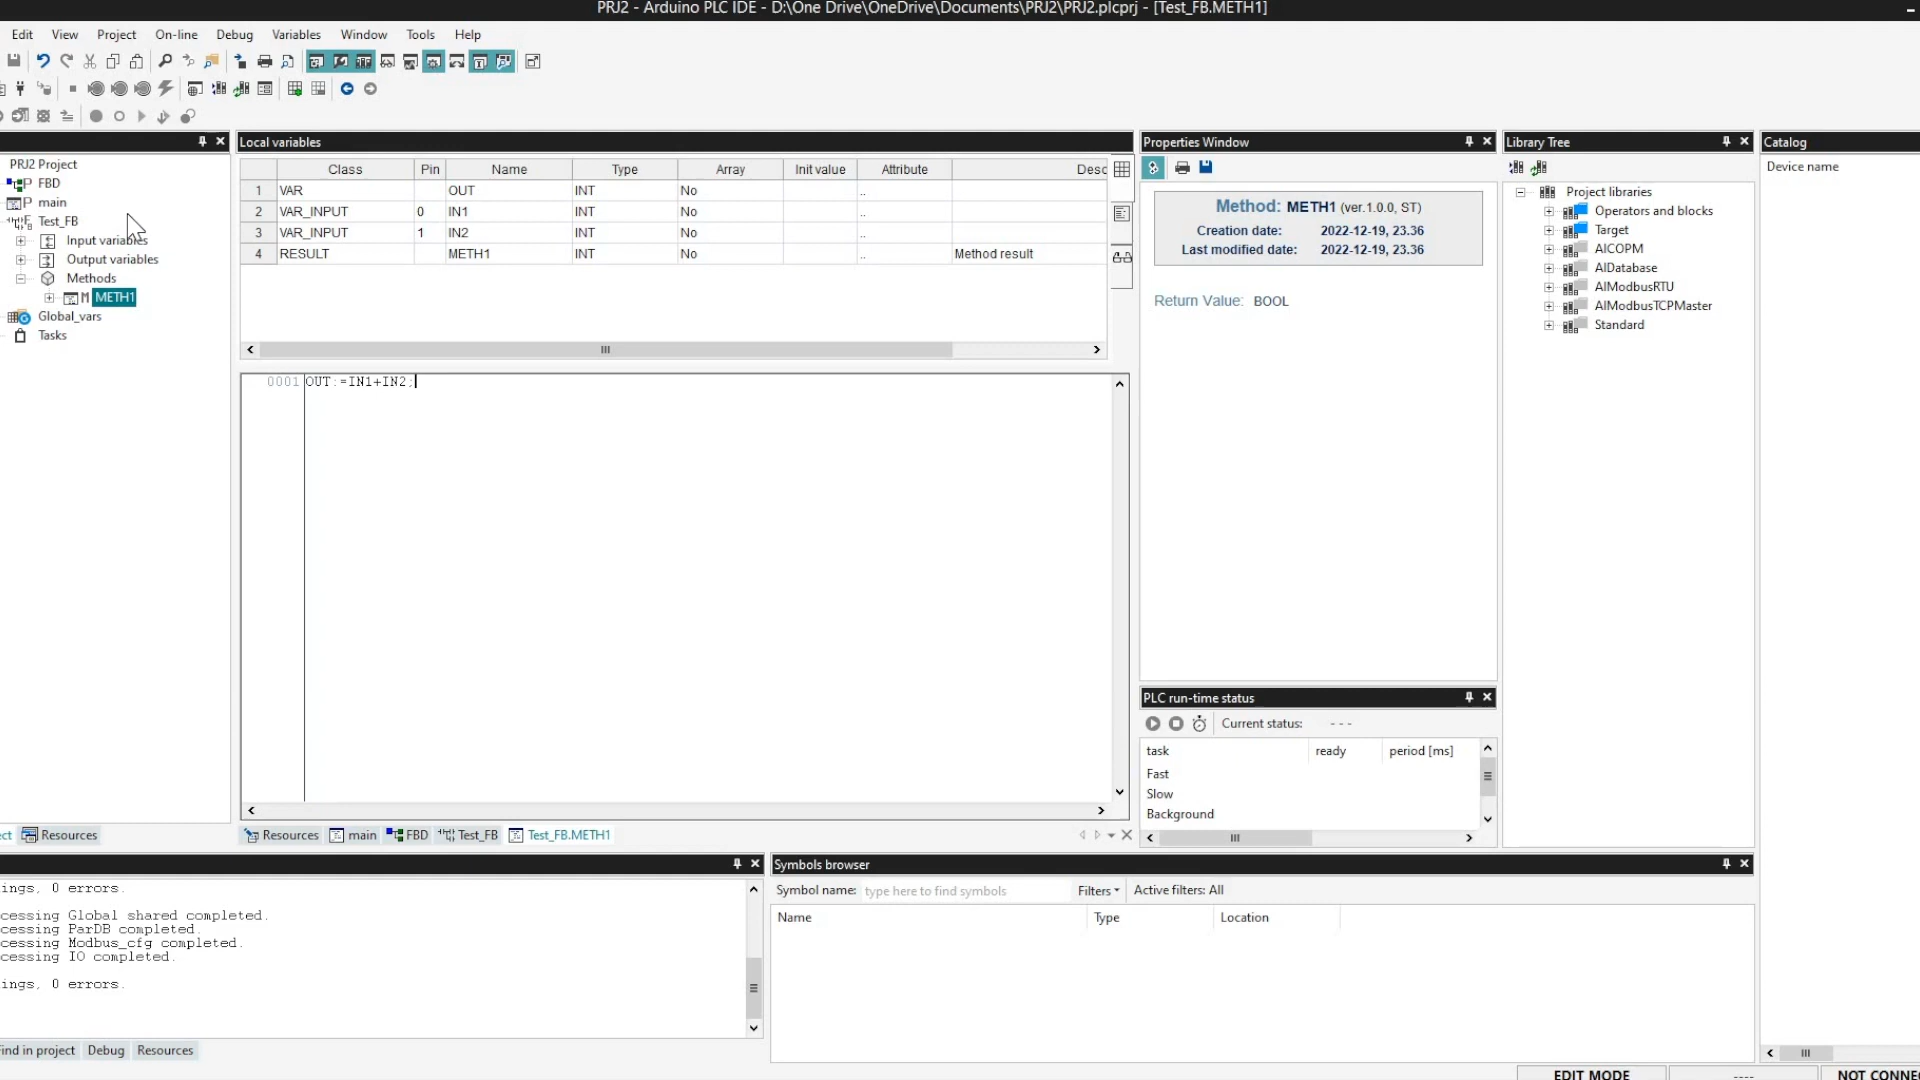 PRJ2 - Arduino PLC IDE - D:\One Drive\OneDrive\Documents\PRJ2\PRJ2.plcprj - [Test_FB.METH1]
Edit View Project On-line Debug Variables Window Tools Help
PRJ2 Project
FBD
P main
Test_FB
Input variables
Output variables
Methods
METH1
Global_vars
Tasks
ct Resources
Local variables
Class Pin Name Type Array Init value Attribute Desc
1 VAR OUT INT No ..
2 VAR_INPUT 0 IN1 INT No ..
3 VAR_INPUT 1 IN2 INT No ..
4 RESULT METH1 INT No .. Method result
0001 OUT:=IN1+IN2;
Resources main FBD Test_FB Test_FB.METH1
Properties Window
Method: METH1 (ver.1.0.0, ST)
Creation date: 2022-12-19, 23.36
Last modified date: 2022-12-19, 23.36
Return Value: BOOL
PLC run-time status
Current status: - - -
task ready period [ms]
Fast
Slow
Background
Library Tree
Project libraries
Operators and blocks
Target
AlCOPM
AlDatabase
AlModbusRTU
AlModbusTCPMaster
Standard
Catalog
Device name
ings, 0 errors.
cessing Global shared completed.
cessing ParDB completed.
cessing Modbus_cfg completed.
cessing IO completed.
ings, 0 errors.
ind in project Debug Resources
Symbols browser
Symbol name: type here to find symbols Filters Active filters: All
Name Type Location
EDIT MODE ---- NOT CONNE